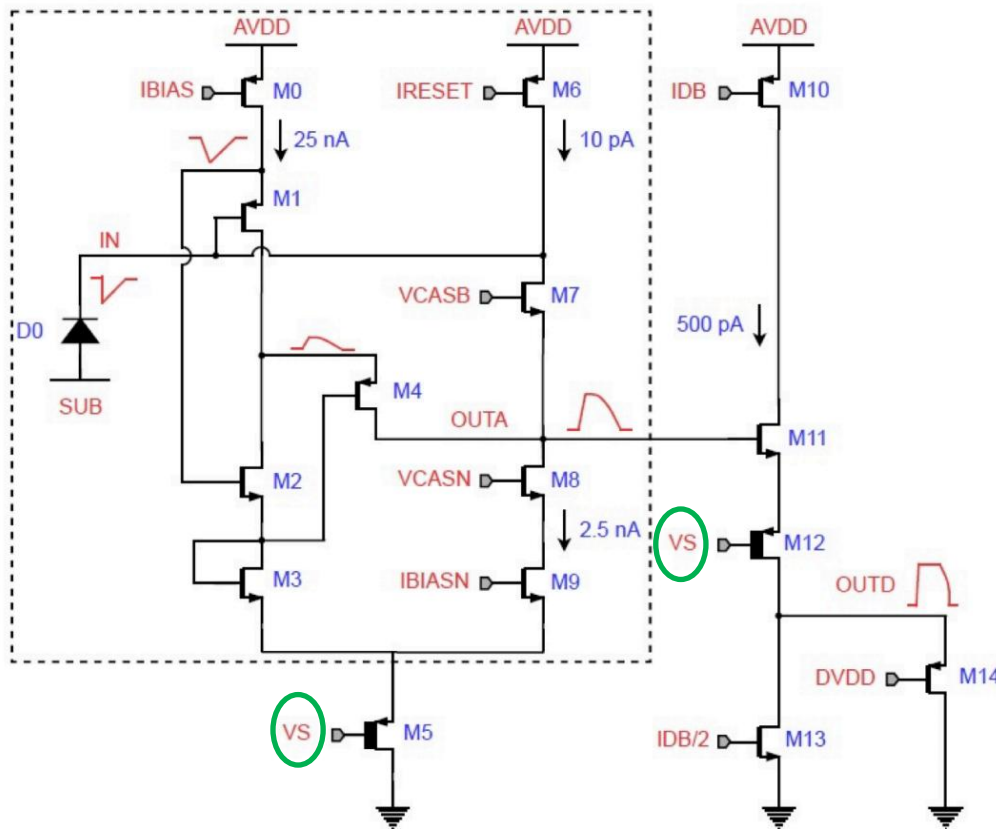 AVDD
AVDD
AVDD
IBIAS
M0
IRESET
M6
IDB
M10
25 nA
10 pA
M1
IN
VCASB
M7
D0
500 pA
SUB
M4
OUTA
M11
M2
VCASN
M8
2.5 nA
VS
M12
M3
IBIASN
M9
OUTD
DVDD
M14
VS
M5
IDB/2
M13